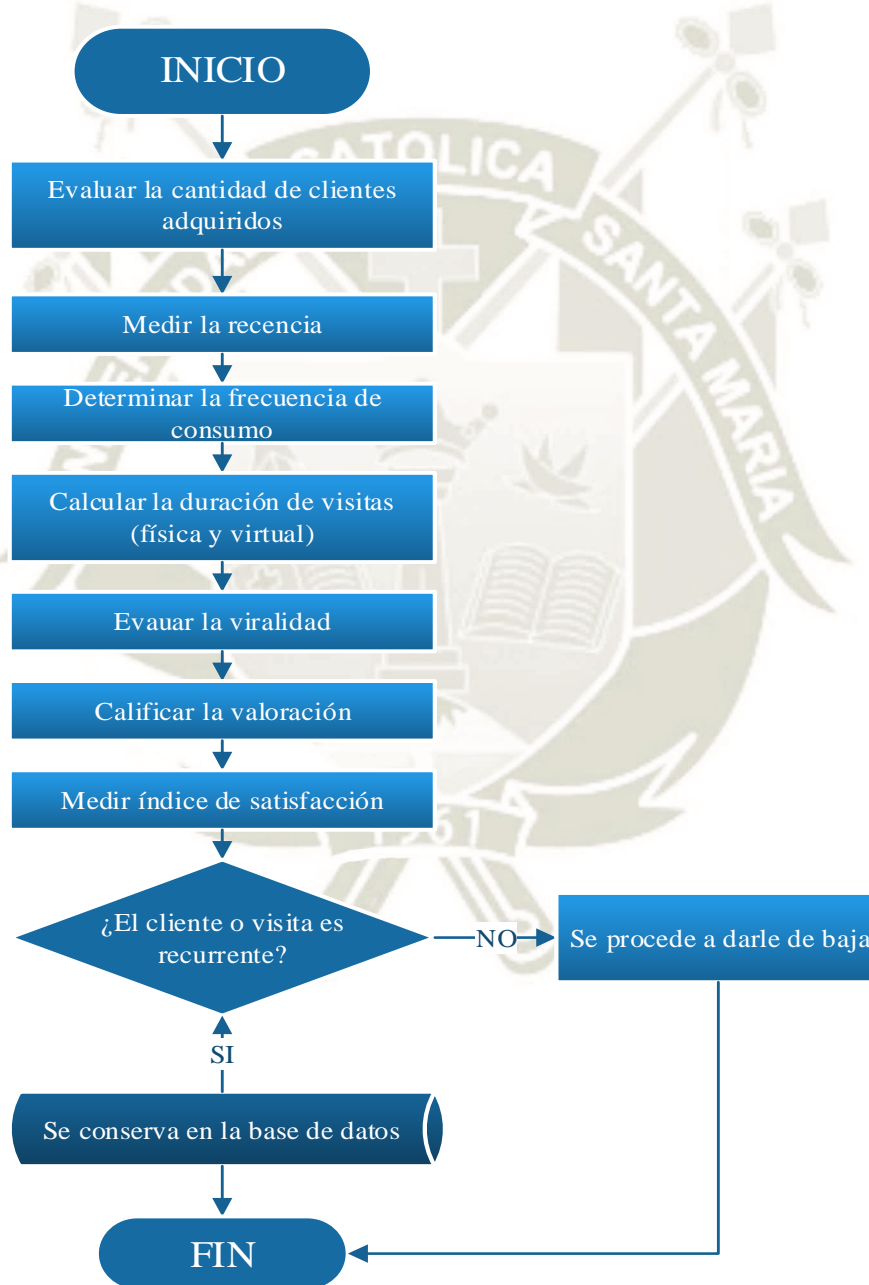 INICIO
CATOLICA
SANTA MARIA
Evaluar la cantidad de clientes
adquiridos
Medir la recencia
Determinar la frecuencia de
consumo
Calcular la duración de visitas
(física y virtual)
Evauar la viralidad
Calificar la valoración
Medir índice de satisfacción
1961
¿El cliente o visita es
recurrente?
NO
Se procede a darle de baja
SI
Se conserva en la base de datos
FIN